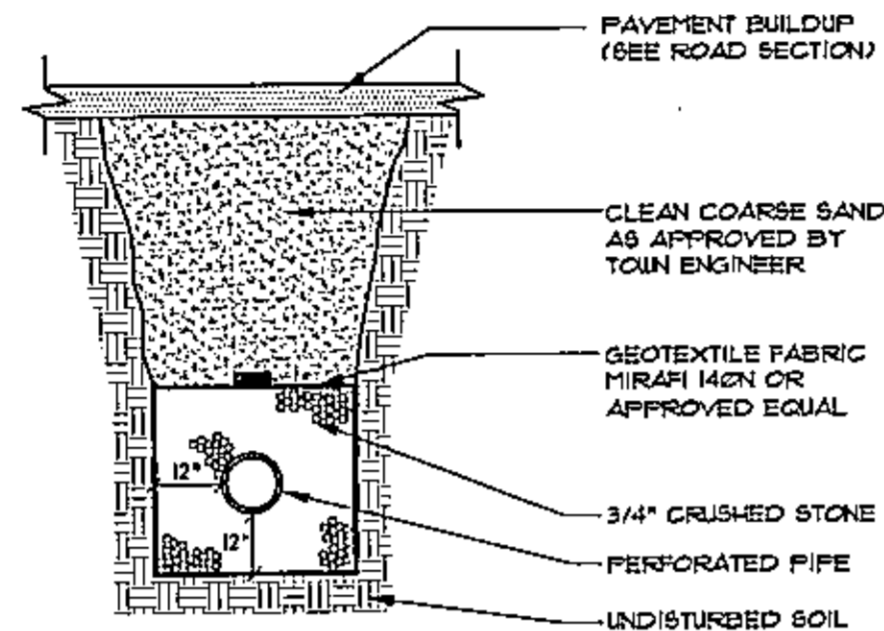 PAVEMENT BUILDUP
(SEE ROAD SECTION)
CLEAN COARSE SAND
AS APPROVED BY
TOWN ENGINEER
GEOTEXTILE FABRIC
MIRAFI 140N OR
APPROVED EQUAL
12"
3/4" CRUSHED STONE
12"
PERFORATED PIPE
UNDISTURBED SOIL